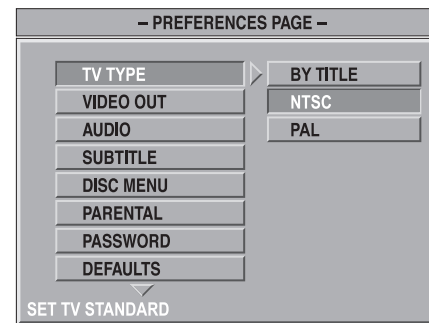 – PREFERENCES PAGE –
TV TYPE
BY TITLE
VIDEO OUT
NTSC
AUDIO
PAL
SUBTITLE
DISC MENU
PARENTAL
PASSWORD
DEFAULTS
SET TV STANDARD